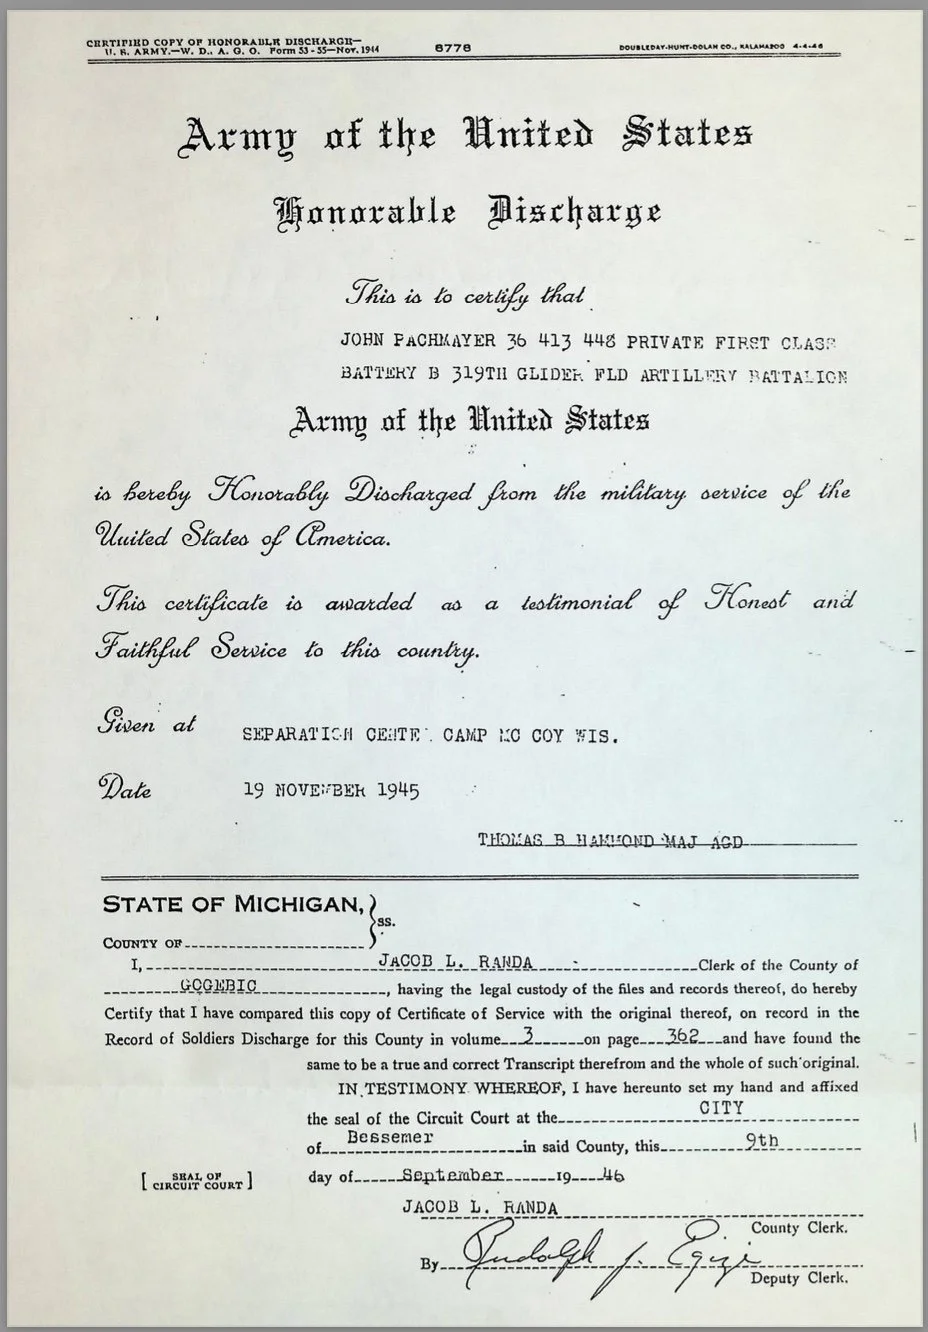 CERTIFIED COPY OF HONORABLE DISCHARGE—
U. S. ARMY.—W. D., A. G. O. Form 53 - 55—Nov. 1944
8778
DOUBLEDAY-HUNT-DOLAN CO., KALAMAZOO 4-4-46
Army of the United States
Honorable Discharge
This is to certify that
JOHN PACHMAYER 36 413 448 PRIVATE FIRST CLASS
BATTERY B 319TH GLIDER FLD ARTILLERY BATTALION
Army of the United States
is hereby Honorably Discharged from the military service of the
United States of America.
This certificate is awarded as a testimonial of Honest and
Faithful Service to this country.
Given at SEPARATION CENTER CAMP MC COY WIS.
Date 19 NOVEMBER 1945
THOMAS B HAMMOND MAJ AGD
STATE OF MICHIGAN, } ss.
COUNTY OF
I, JACOB L. RANDA Clerk of the County of
GOGEBIC, having the legal custody of the files and records thereof, do hereby
Certify that I have compared this copy of Certificate of Service with the original thereof, on record in the
Record of Soldiers Discharge for this County in volume 3 on page 362 and have found the
same to be a true and correct Transcript therefrom and the whole of such original.
IN TESTIMONY WHEREOF, I have hereunto set my hand and affixed
the seal of the Circuit Court at the CITY
of Bessemer in said County, this 9th
[ SEAL OF CIRCUIT COURT ] day of September 19 46
JACOB L. RANDA
County Clerk.
By Rudolph J. Egizi
Deputy Clerk.